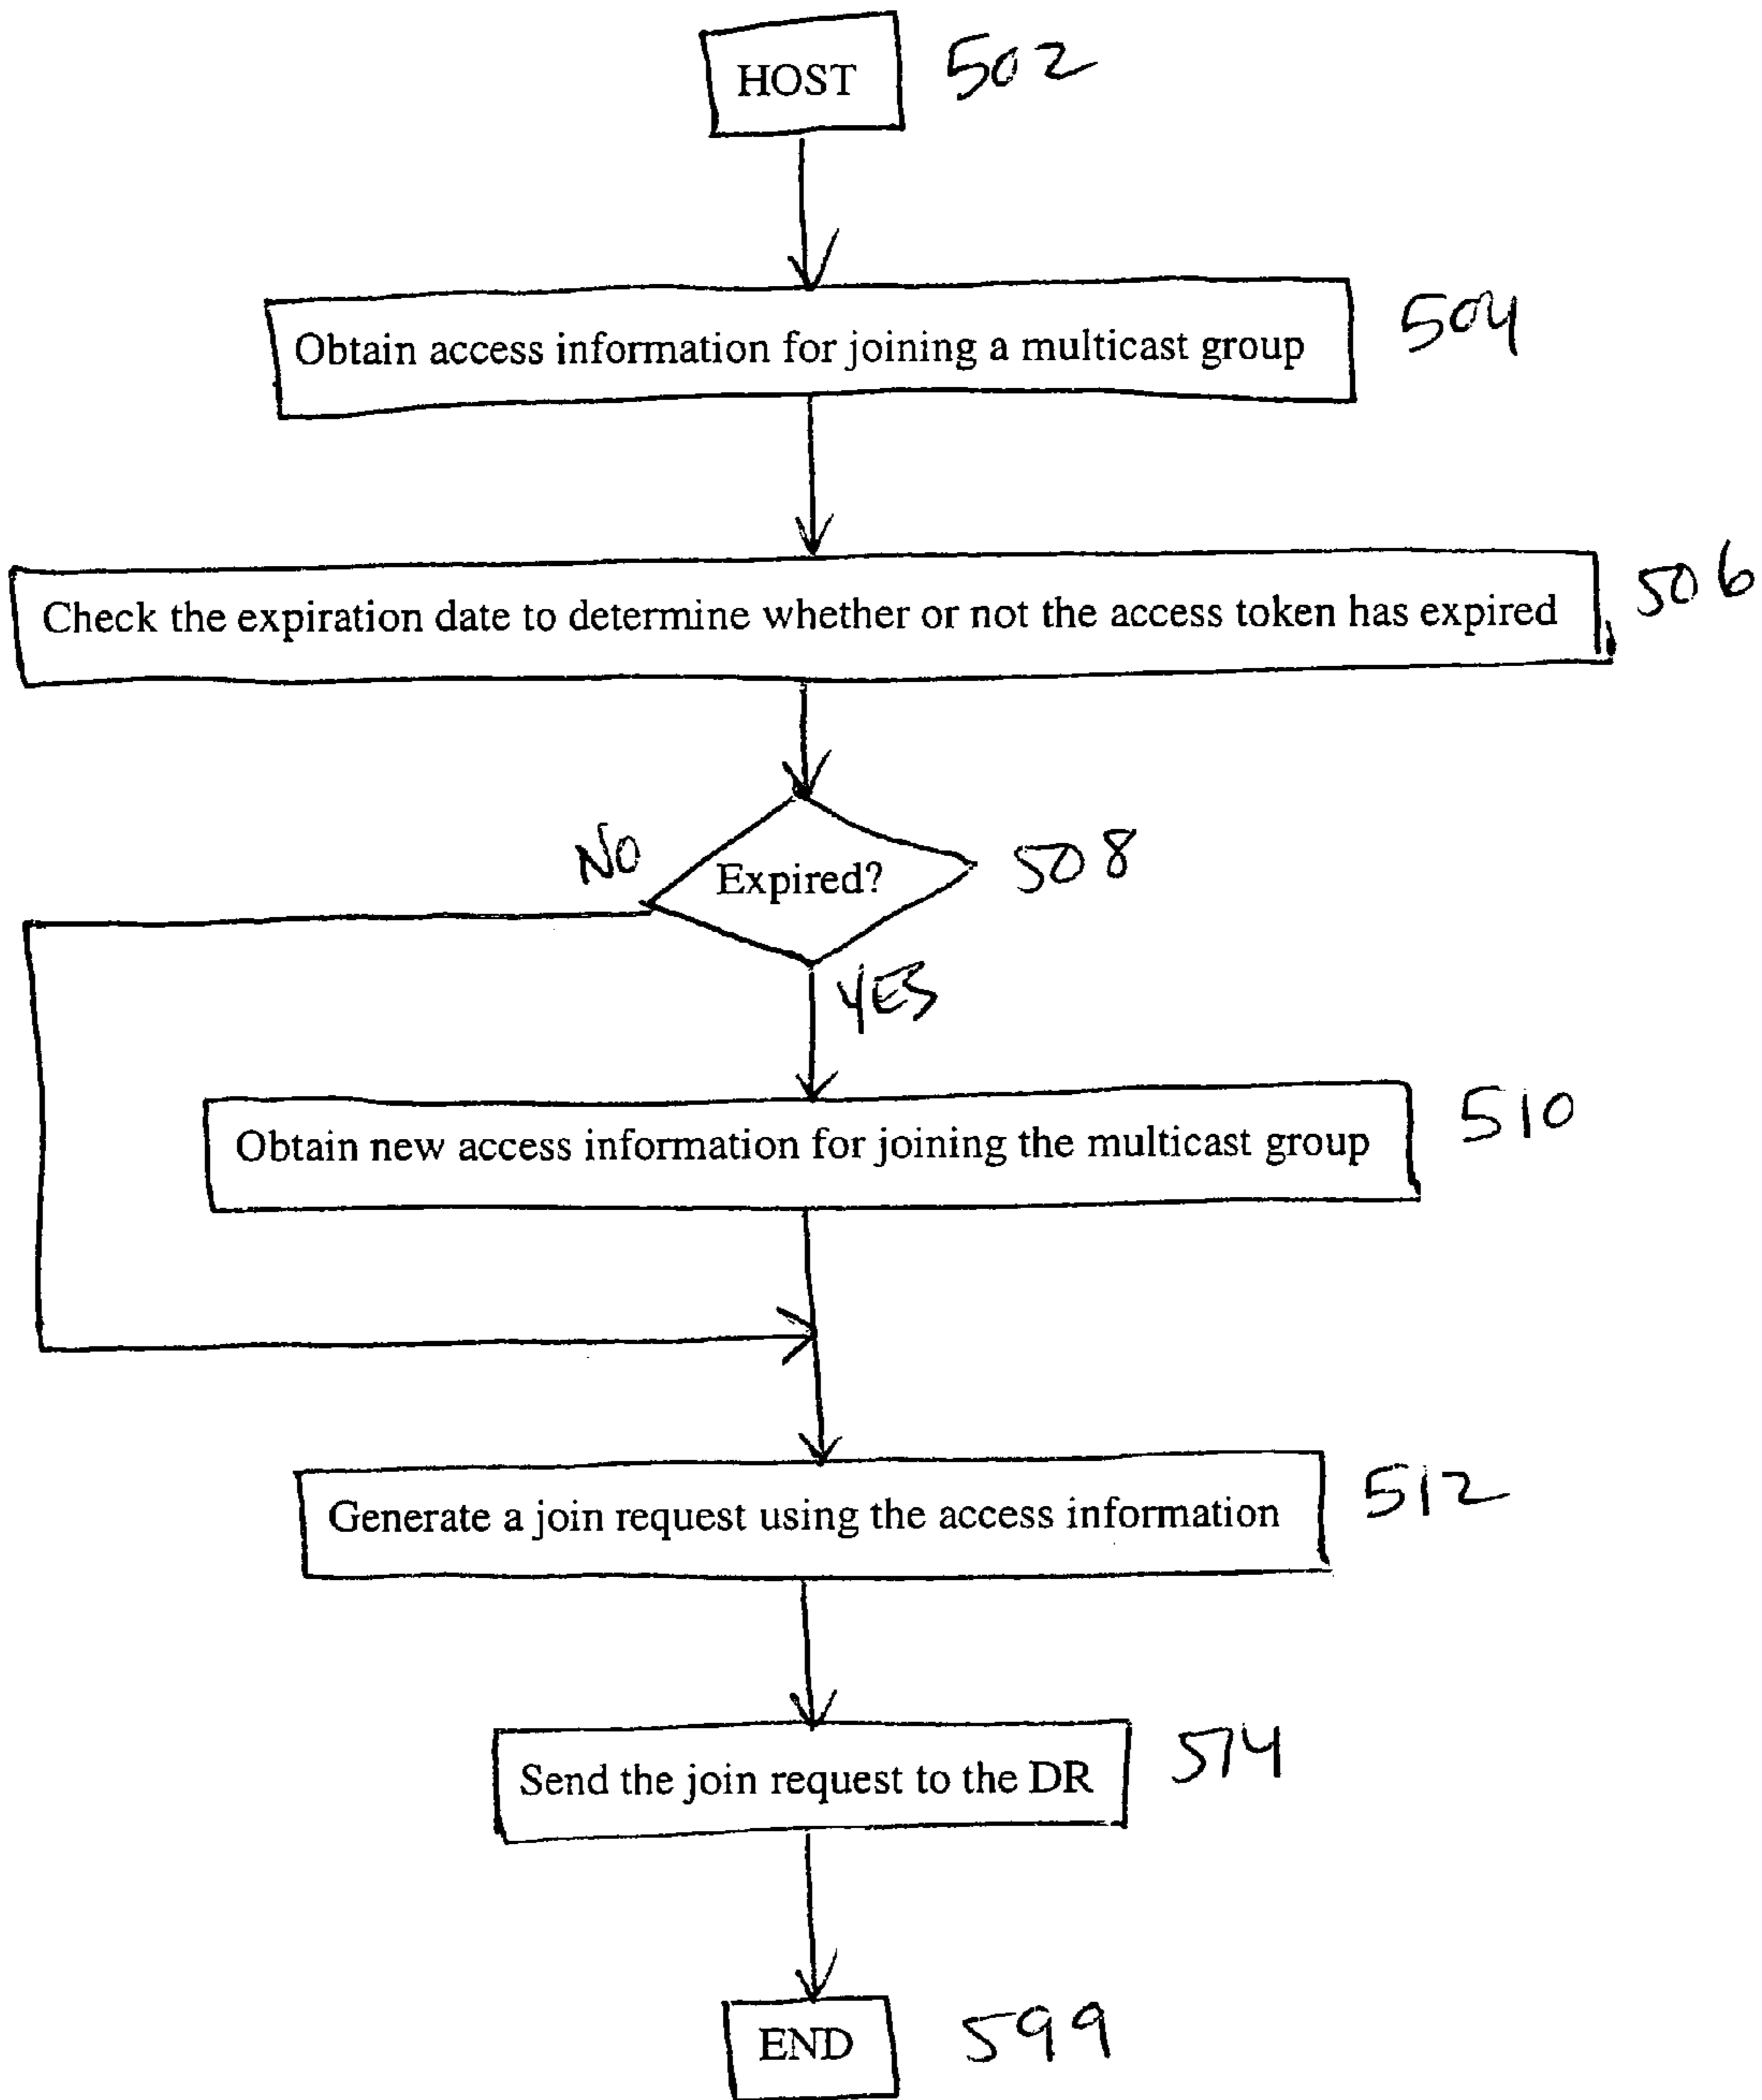 HOST 502
Obtain access information for joining a multicast group 504
Check the expiration date to determine whether or not the access token has expired 506
NO Expired? 508
YES
Obtain new access information for joining the multicast group 510
Generate a join request using the access information 512
Send the join request to the DR 514
END 599